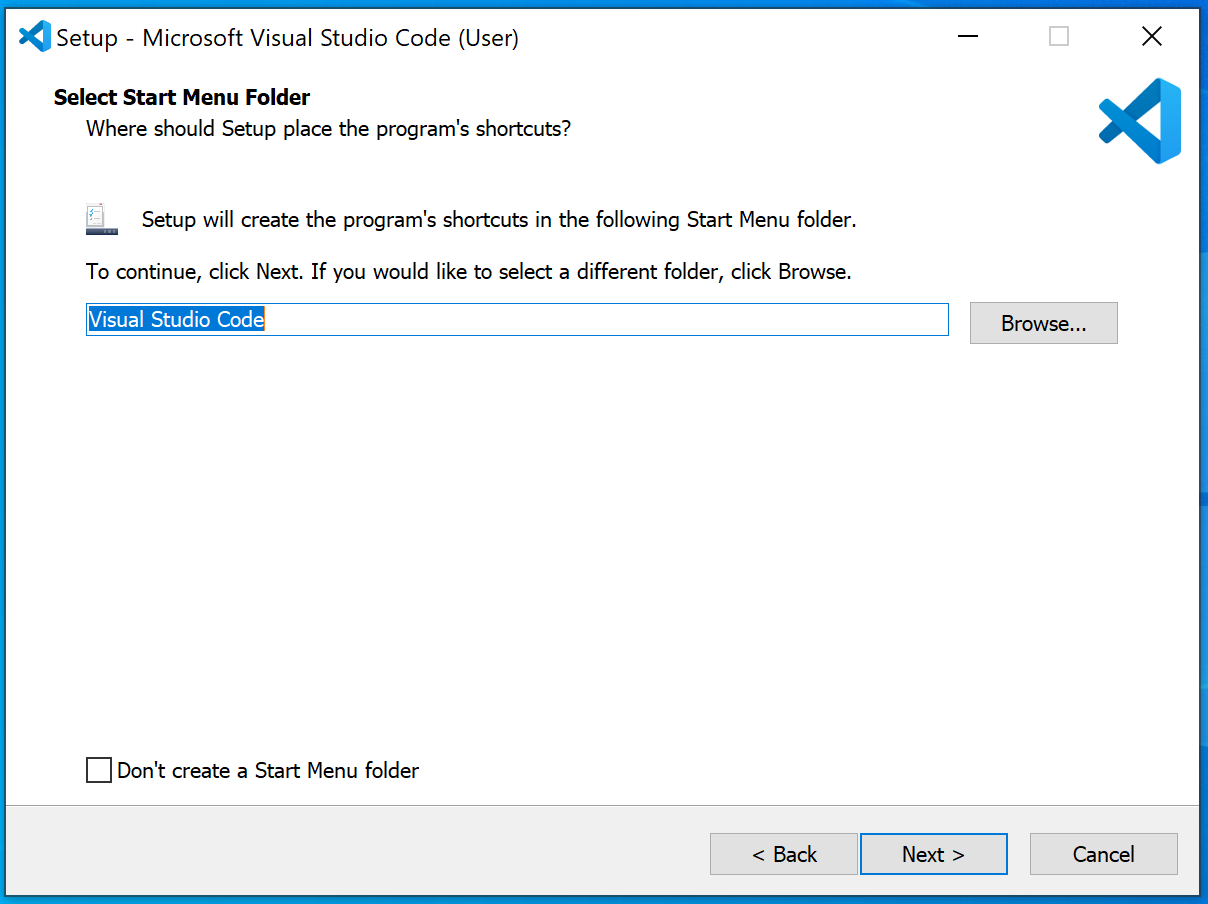 Setup - Microsoft Visual Studio Code (User)
Select Start Menu Folder
Where should Setup place the program's shortcuts?
Setup will create the program's shortcuts in the following Start Menu folder.
To continue, click Next. If you would like to select a different folder, click Browse.
Visual Studio Code
Browse...
Don't create a Start Menu folder
< Back
Next >
Cancel